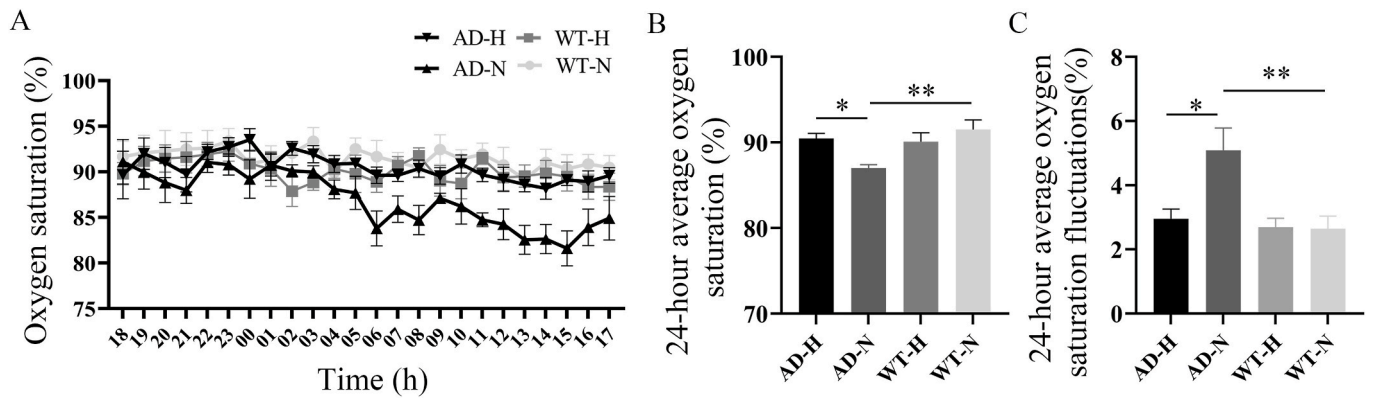 A
AD-H
WT-H
AD-N
WT-N
Oxygen saturation (%)
100
95
90
85
80
75
18
19
20
21
22
23
00
01
02
03
04
05
06
07
08
09
10
11
12
13
14
15
16
17
Time (h)
B
24-hour average oxygen
saturation (%)
100
90
80
70
*
**
AD-H
AD-N
WT-H
WT-N
C
24-hour average oxygen
saturation fluctuations(%)
8
6
4
2
0
*
**
AD-H
AD-N
WT-H
WT-N